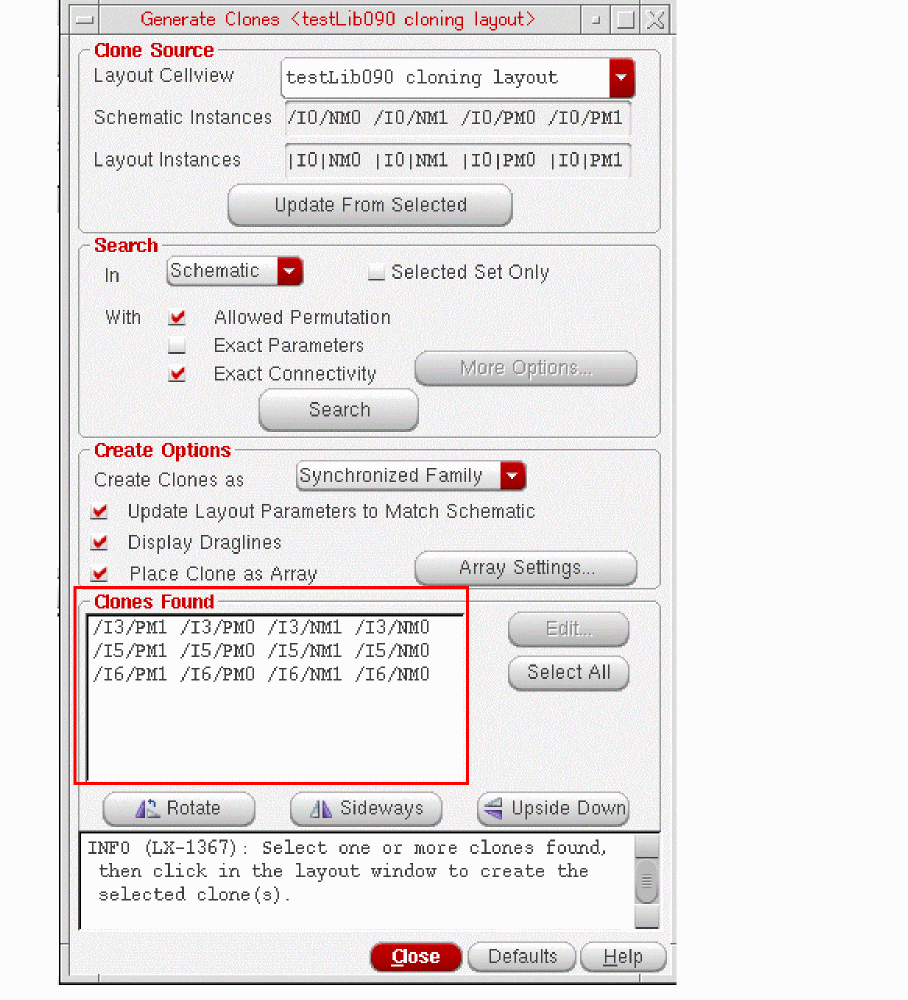 Generate Clones <testLib090 cloning layout>
Clone Source
Layout Cellview testLib090 cloning layout
Schematic Instances /I0/NM0 /I0/NM1 /I0/PM0 /I0/PM1
Layout Instances |I0|NM0 |I0|NM1 |I0|PM0 |I0|PM1
Update From Selected
Search
In Schematic Selected Set Only
With Allowed Permutation
Exact Parameters
Exact Connectivity More Options...
Search
Create Options
Create Clones as Synchronized Family
Update Layout Parameters to Match Schematic
Display Draglines
Place Clone as Array Array Settings...
Clones Found
/I3/PM1 /I3/PM0 /I3/NM1 /I3/NM0 Edit...
/I5/PM1 /I5/PM0 /I5/NM1 /I5/NM0
/I6/PM1 /I6/PM0 /I6/NM1 /I6/NM0 Select All
Rotate Sideways Upside Down
INFO (LX-1367): Select one or more clones found,
then click in the layout window to create the
selected clone(s).
Close Defaults Help